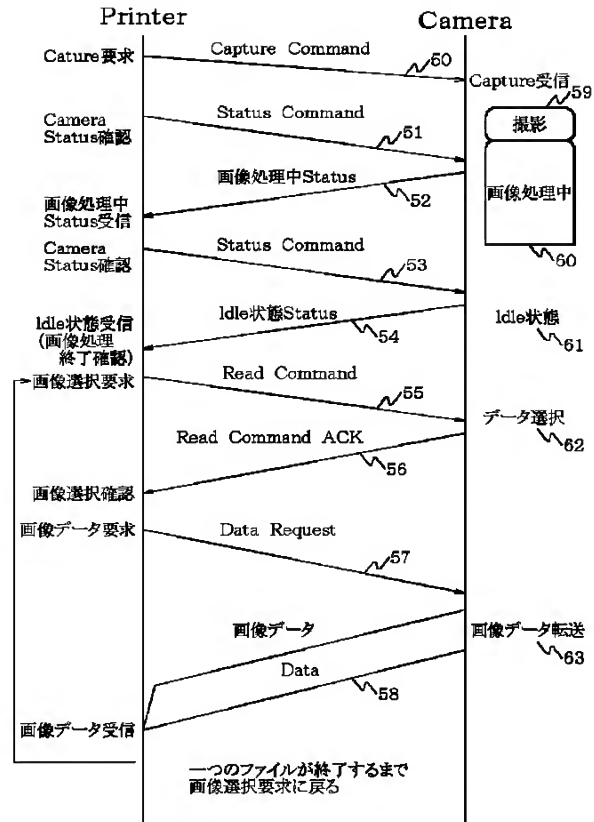 Printer
Camera
Cature要求
Capture Command
50
Capture受信
59
Camera
Status確認
Status Command
51
撮影
画像処理中Status
52
画像処理中
60
画像処理中
Status受信
Camera
Status確認
Status Command
53
Idle状態Status
54
Idle状態
61
Idle状態受信
(画像処理
終了確認)
画像選択要求
Read Command
55
データ選択
62
Read Command ACK
56
画像選択確認
画像データ要求
Data Request
57
画像データ
画像データ転送
63
Data
58
画像データ受信
一つのファイルが終了するまで
画像選択要求に戻る